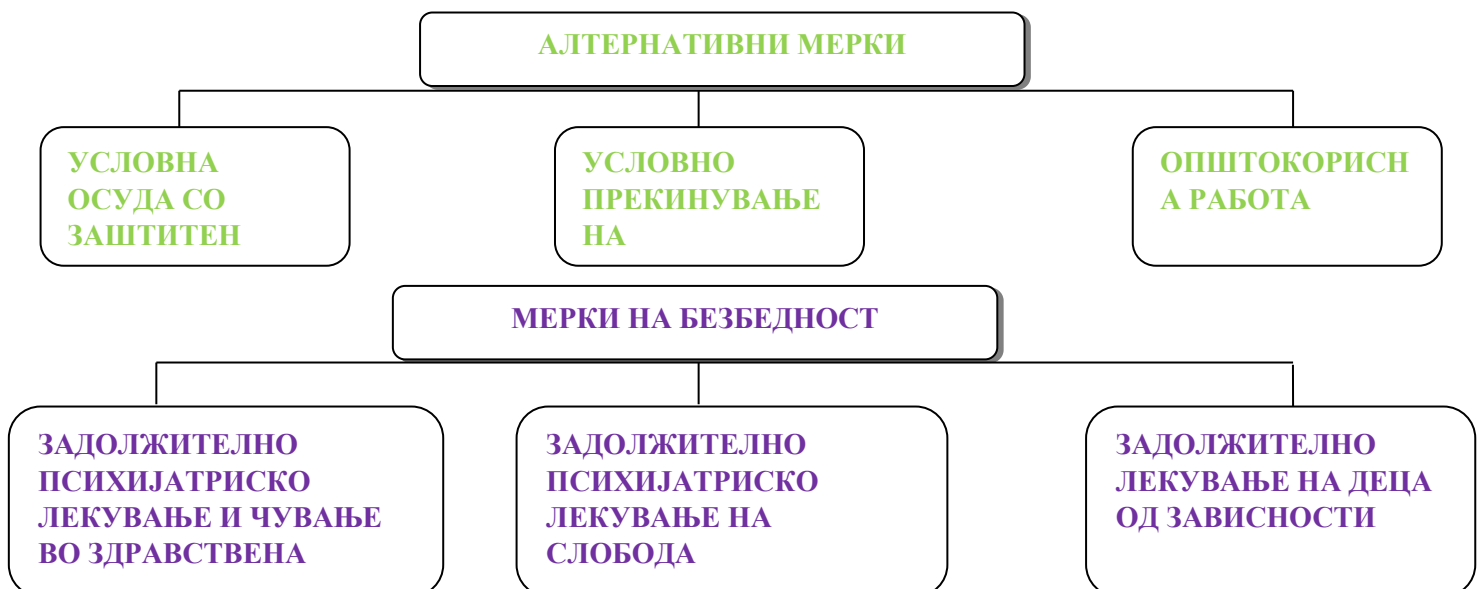 АЛТЕРНАТИВНИ МЕРКИ
УСЛОВНА
ОСУДА СО
ЗАШТИТЕН
УСЛОВНО
ПРЕКИНУВАЊЕ
НА
ОПШТОКОРИСН
А РАБОТА
МЕРКИ НА БЕЗБЕДНОСТ
ЗАДОЛЖИТЕЛНО
ПСИХИЈАТРИСКО
ЛЕКУВАЊЕ И ЧУВАЊЕ
ВО ЗДРАВСТВЕНА
ЗАДОЛЖИТЕЛНО
ПСИХИЈАТРИСКО
ЛЕКУВАЊЕ НА
СЛОБОДА
ЗАДОЛЖИТЕЛНО
ЛЕКУВАЊЕ НА ДЕЦА
ОД ЗАВИСНОСТИ